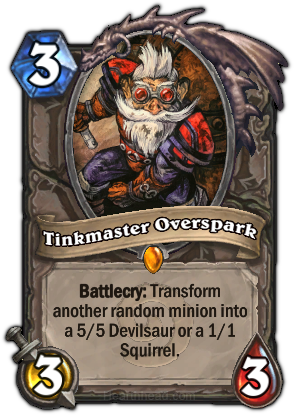 3
Tinkmaster Overspark
Battlecry: Transform
another random minion into
a 5/5 Devilsaur or a 1/1
Squirrel.
3
3